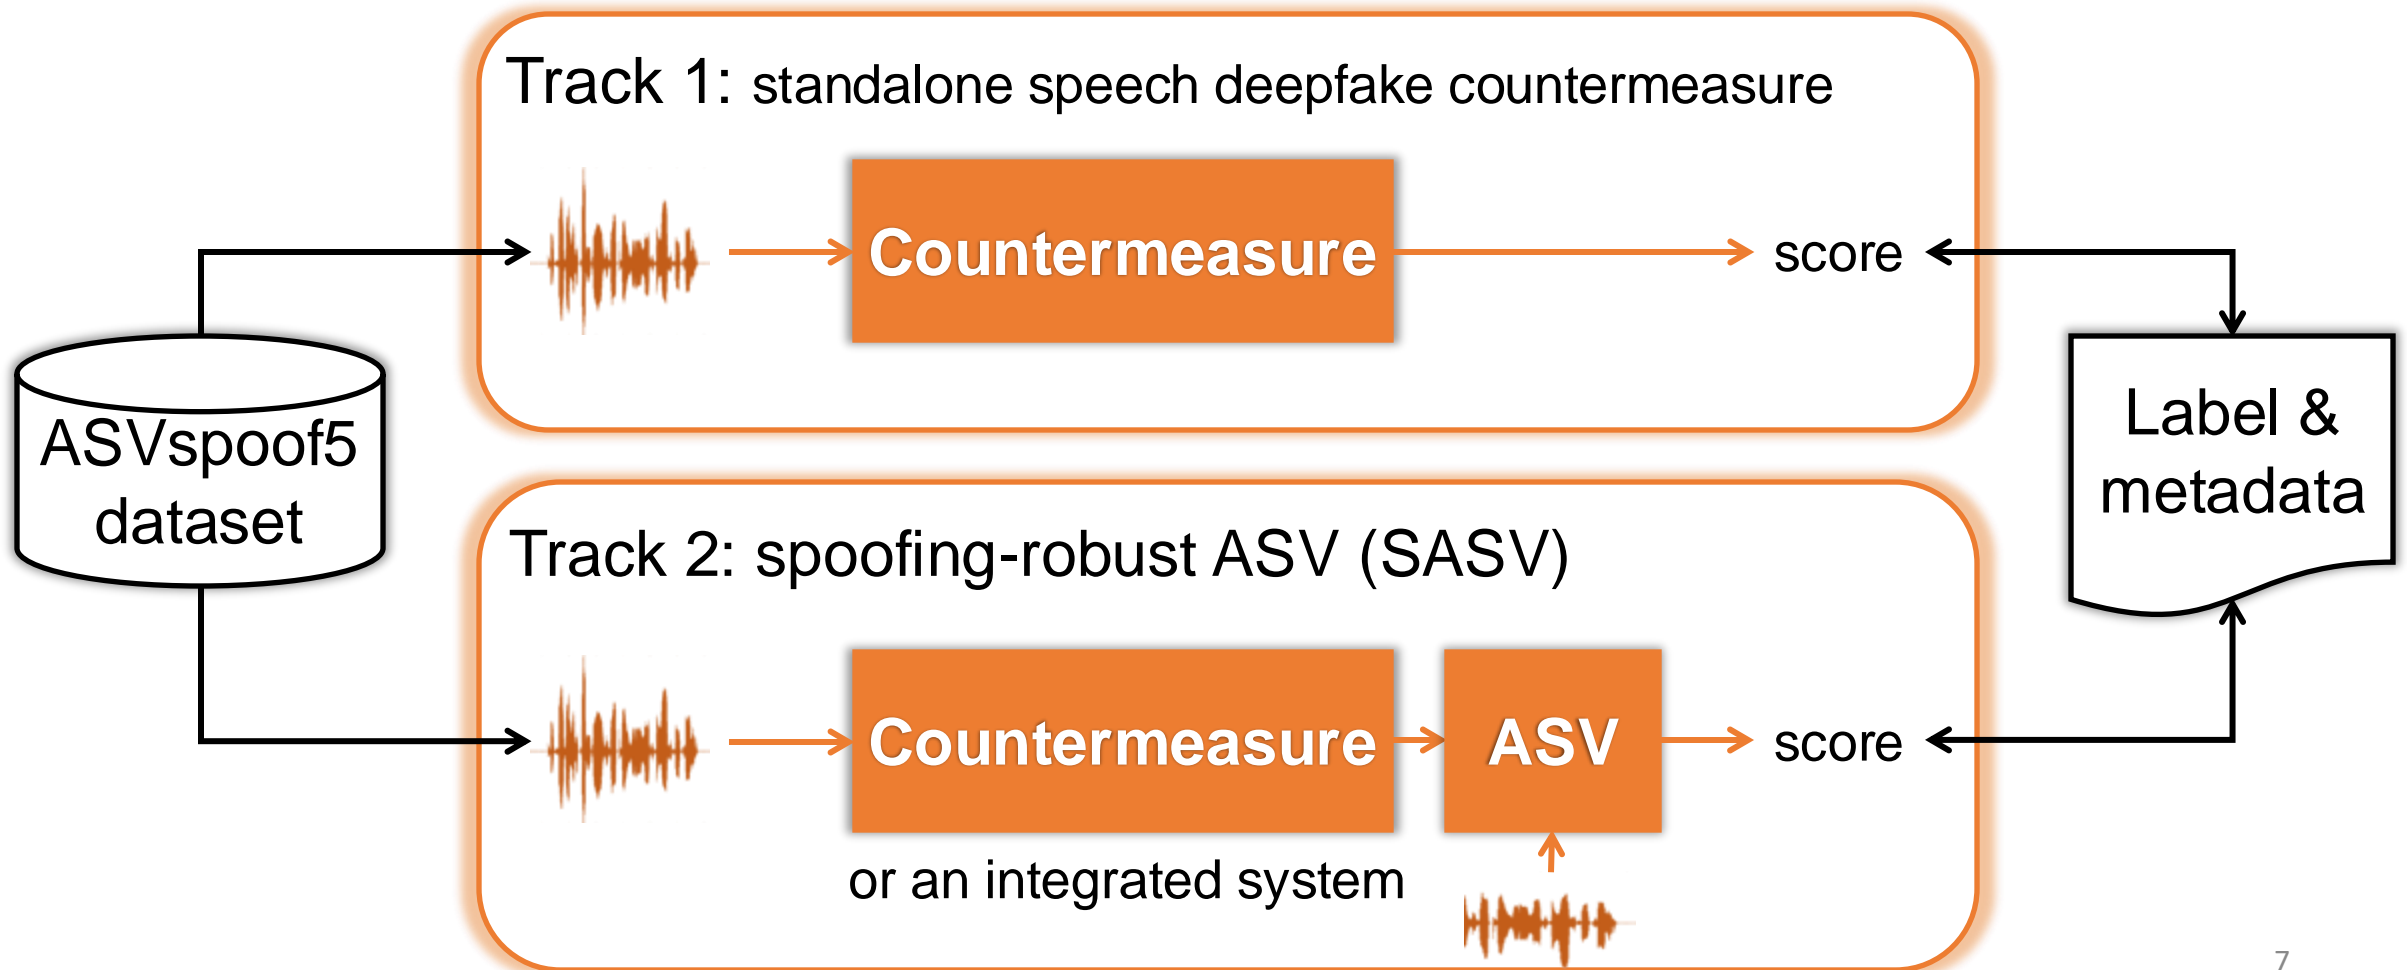 Track 1: standalone speech deepfake countermeasure
Countermeasure
score
ASVspoof5
dataset
Label &
metadata
Track 2: spoofing-robust ASV (SASV)
Countermeasure
ASV
score
or an integrated system
7